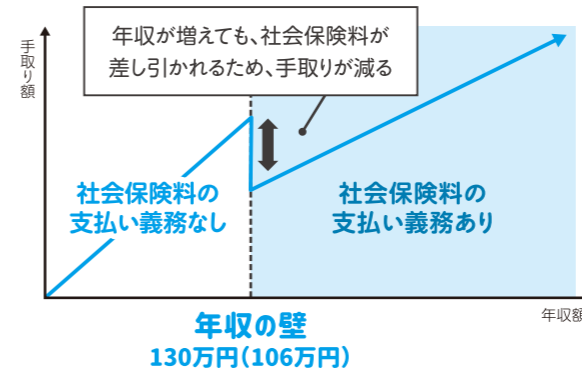 手取り額
年収が増えても、社会保険料が
差し引かれるため、手取りが減る
社会保険料の
支払い義務なし
社会保険料の
支払い義務あり
年収額
年収の壁
130万円(106万円)